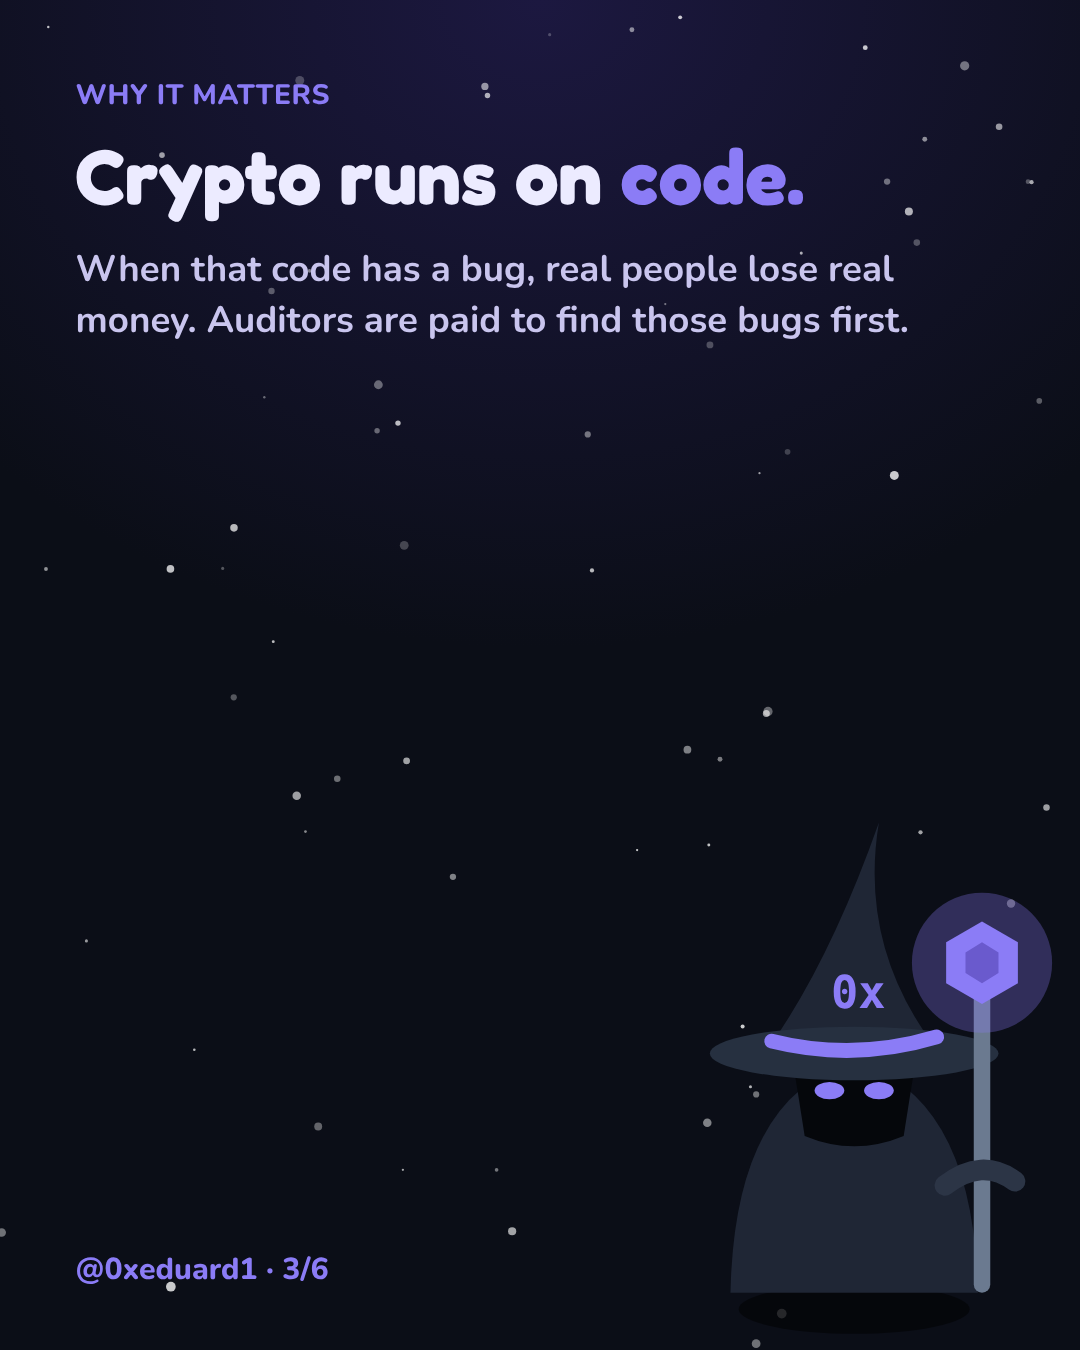 WHY IT MATTERS
Crypto runs on code.
When that code has a bug, real people lose real
money. Auditors are paid to find those bugs first.
0x
@0xeduard1 · 3/6